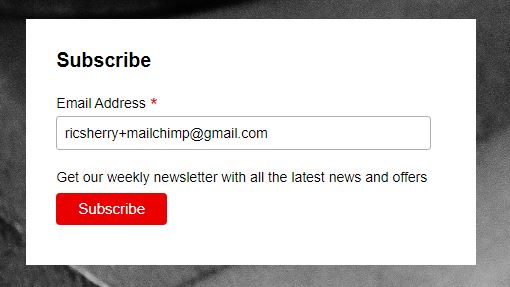 Subscribe
Email Address *
ricsherry+mailchimp@gmail.com
Get our weekly newsletter with all the latest news and offers
Subscribe